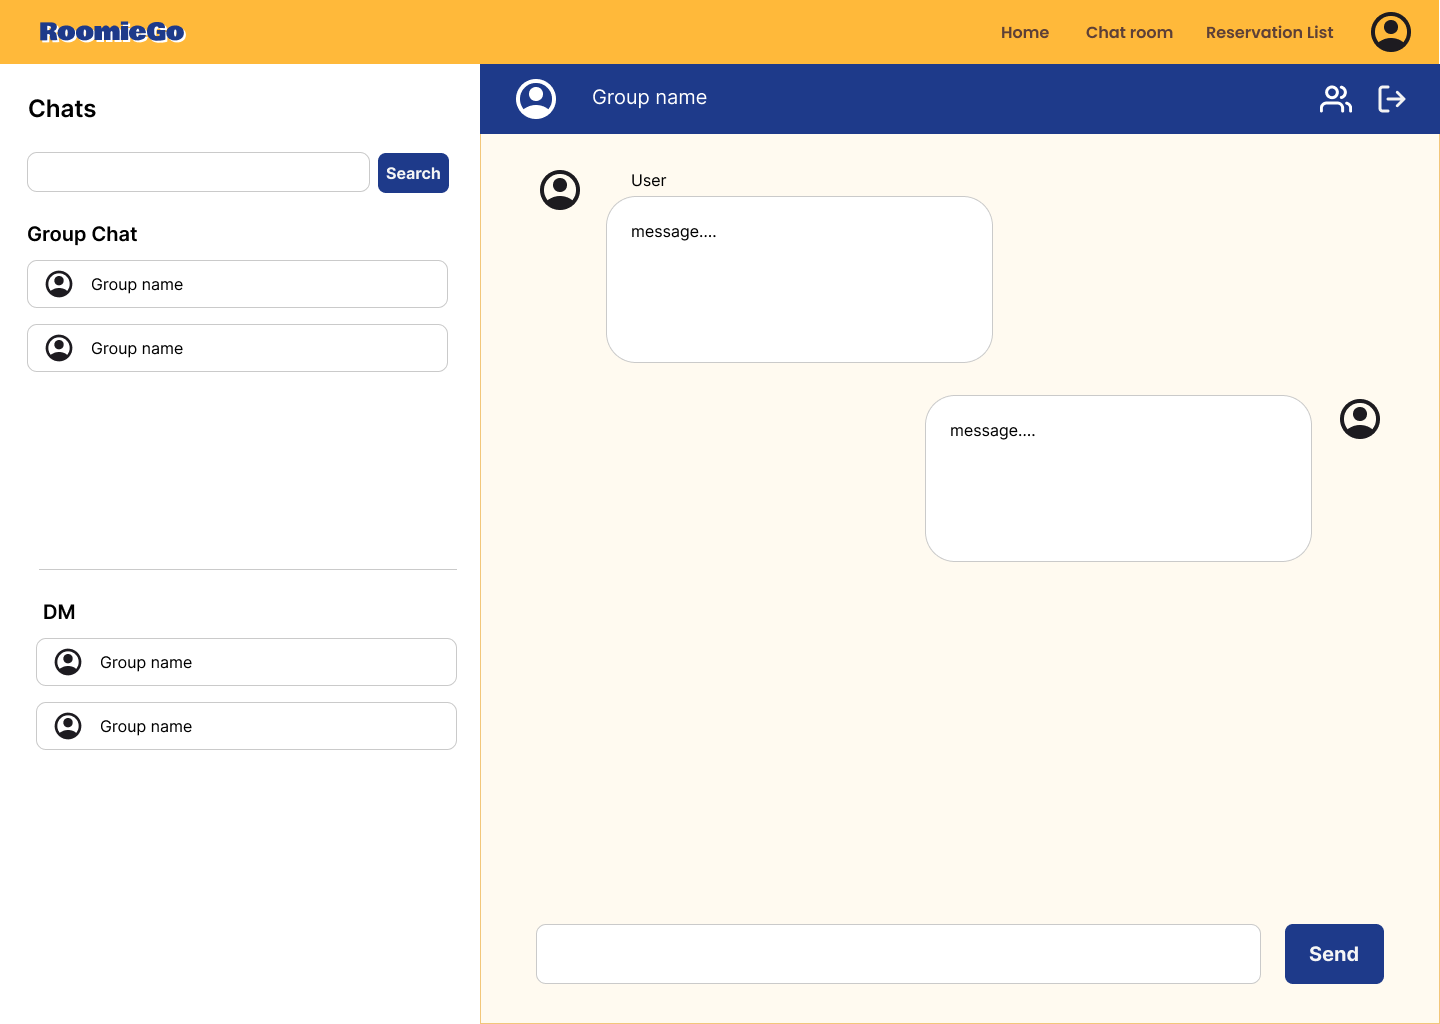 RoomieGo
Home
Chat room
Reservation List
Chats
Search
Group Chat
Group name
Group name
DM
Group name
Group name
Group name
User
message....
message....
Send